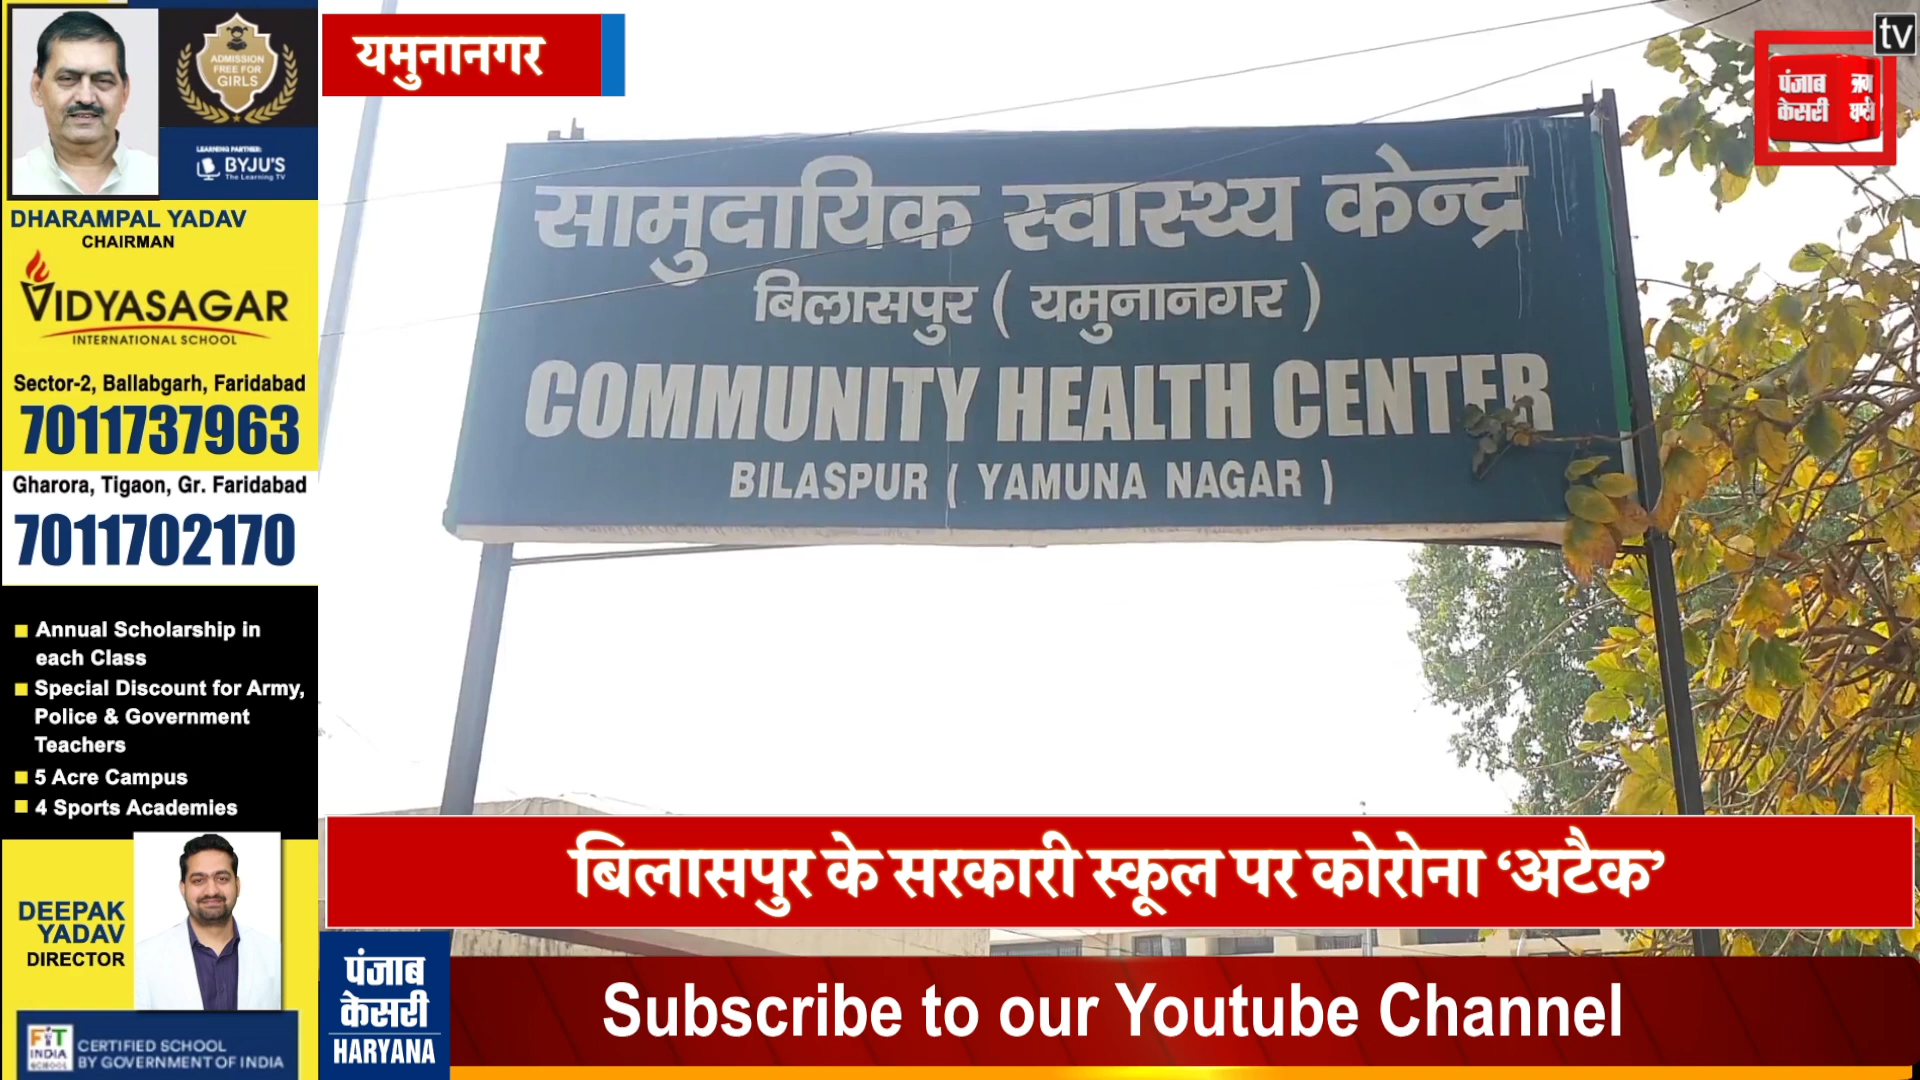 ADMISSION
FREE FOR
GIRLS
LEARNING PARTNER:
BYJU'S
The Learning TV
DHARAMPAL YADAV
CHAIRMAN
VIDYASAGAR
INTERNATIONAL SCHOOL
Sector-2, Ballabgarh, Faridabad
7011737963
Gharora, Tigaon, Gr. Faridabad
7011702170
Annual Scholarship in
each Class
Special Discount for Army,
Police & Government
Teachers
5 Acre Campus
4 Sports Academies
DEEPAK
YADAV
DIRECTOR
FIT
INDIA
SCHOOL
CERTIFIED SCHOOL
BY GOVERNMENT OF INDIA
यमुनानगर
tv
पंजाब
केसरी
सामुदायिक स्वास्थ्य केन्द्र
बिलासपुर ( यमुनानगर )
COMMUNITY HEALTH CENTER
BILASPUR ( YAMUNA NAGAR )
बिलासपुर के सरकारी स्कूल पर कोरोना ‘अटैक’
पंजाब
केसरी
HARYANA
Subscribe to our Youtube Channel